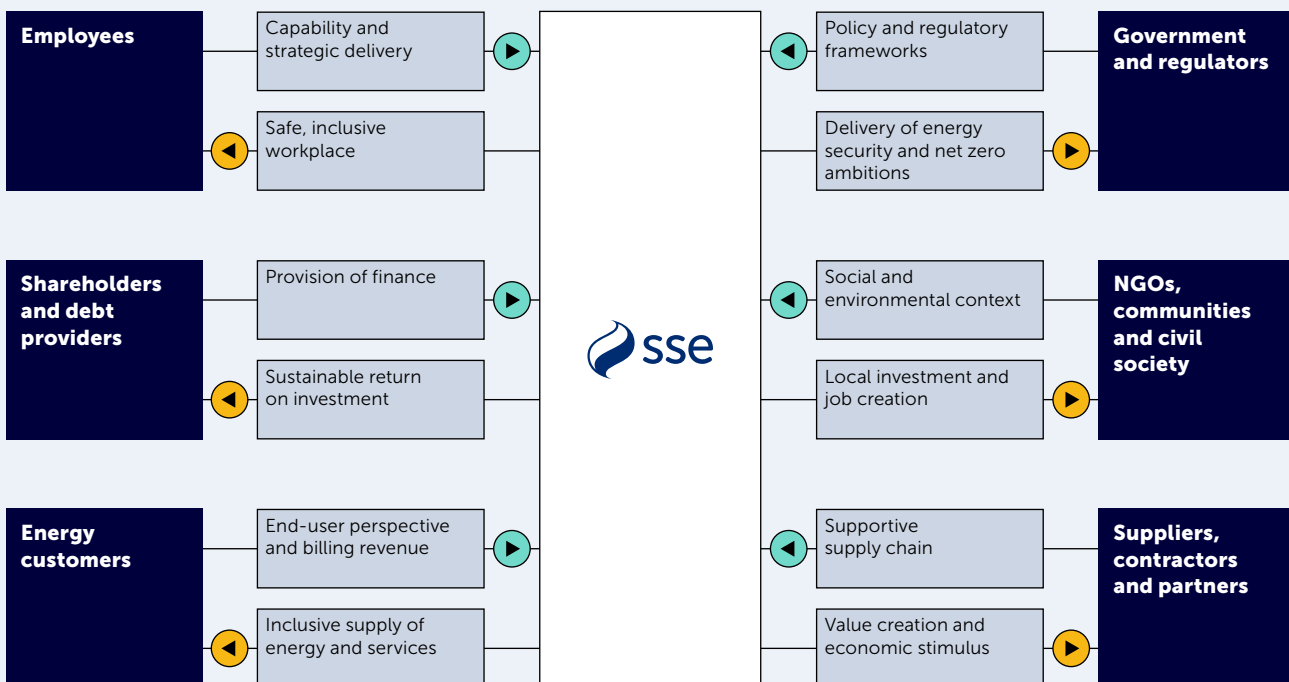 Employees
Capability and
strategic delivery
Safe, inclusive
workplace
Shareholders
and debt
providers
Provision of finance
Sustainable return
on investment
Energy
customers
End-user perspective
and billing revenue
Inclusive supply of
energy and services
sse
Policy and regulatory
frameworks
Government
and regulators
Delivery of energy
security and net zero
ambitions
Social and
environmental context
NGOs,
communities
and civil
society
Local investment and
job creation
Supportive
supply chain
Suppliers,
contractors
and partners
Value creation and
economic stimulus